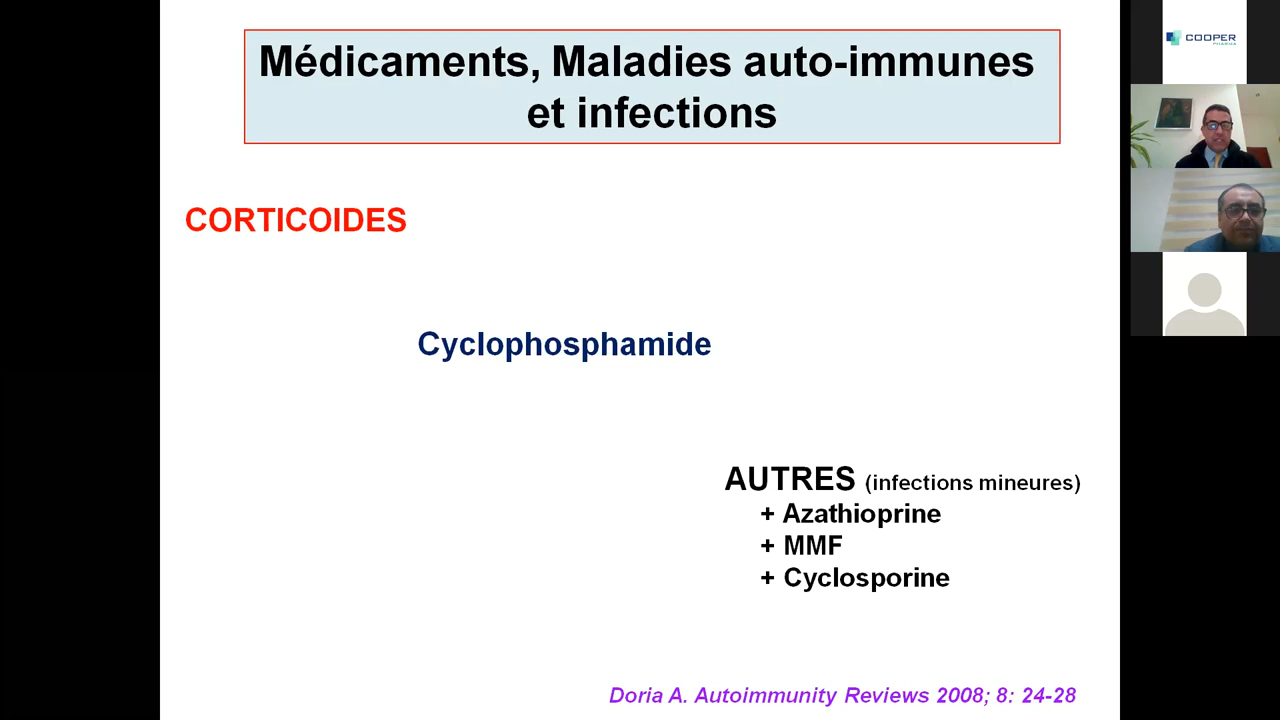 Médicaments, Maladies auto-immunes
et infections
CORTICOIDES
Cyclophosphamide
AUTRES (infections mineures)
+ Azathioprine
+ MMF
+ Cyclosporine
Doria A. Autoimmunity Reviews 2008; 8: 24-28
COOPER
PHARMA